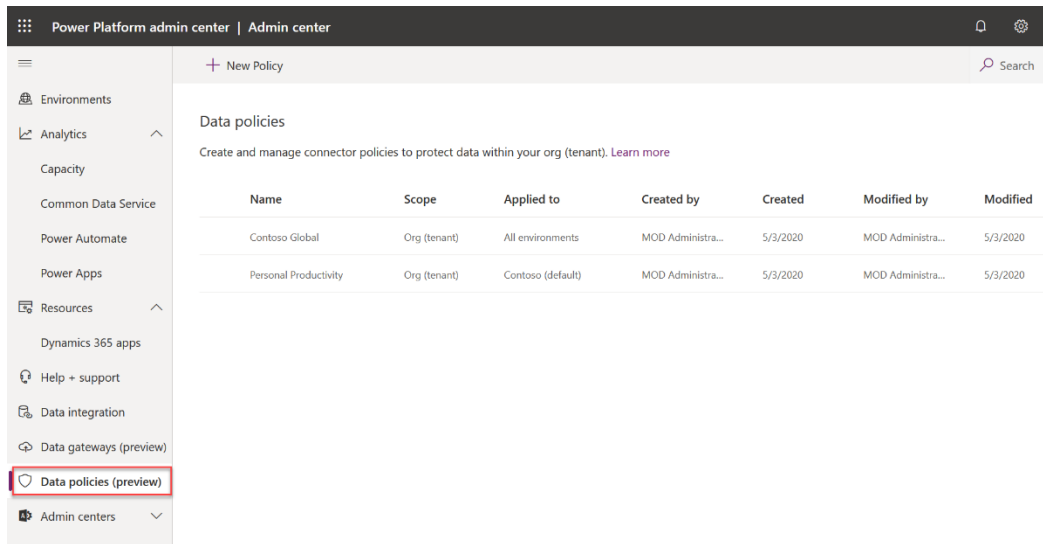 Power Platform admin center | Admin center
New Policy
Search
Environments
Analytics
Capacity
Common Data Service
Power Automate
Power Apps
Resources
Dynamics 365 apps
Help + support
Data integration
Data gateways (preview)
Data policies (preview)
Admin centers
Data policies
Create and manage connector policies to protect data within your org (tenant). Learn more
Name Scope Applied to Created by Created Modified by Modified
Contoso Global Org (tenant) All environments MOD Administra... 5/3/2020 MOD Administra... 5/3/2020
Personal Productivity Org (tenant) Contoso (default) MOD Administra... 5/3/2020 MOD Administra... 5/3/2020